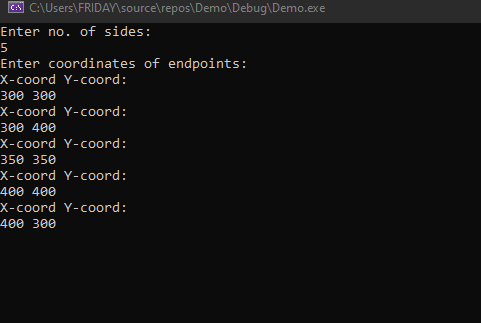 C:\Users\FRIDAY\source\repos\Demo\Debug\Demo.exe
Enter no. of sides:
5
Enter coordinates of endpoints:
X-coord Y-coord:
300 300
X-coord Y-coord:
300 400
X-coord Y-coord:
350 350
X-coord Y-coord:
400 400
X-coord Y-coord:
400 300